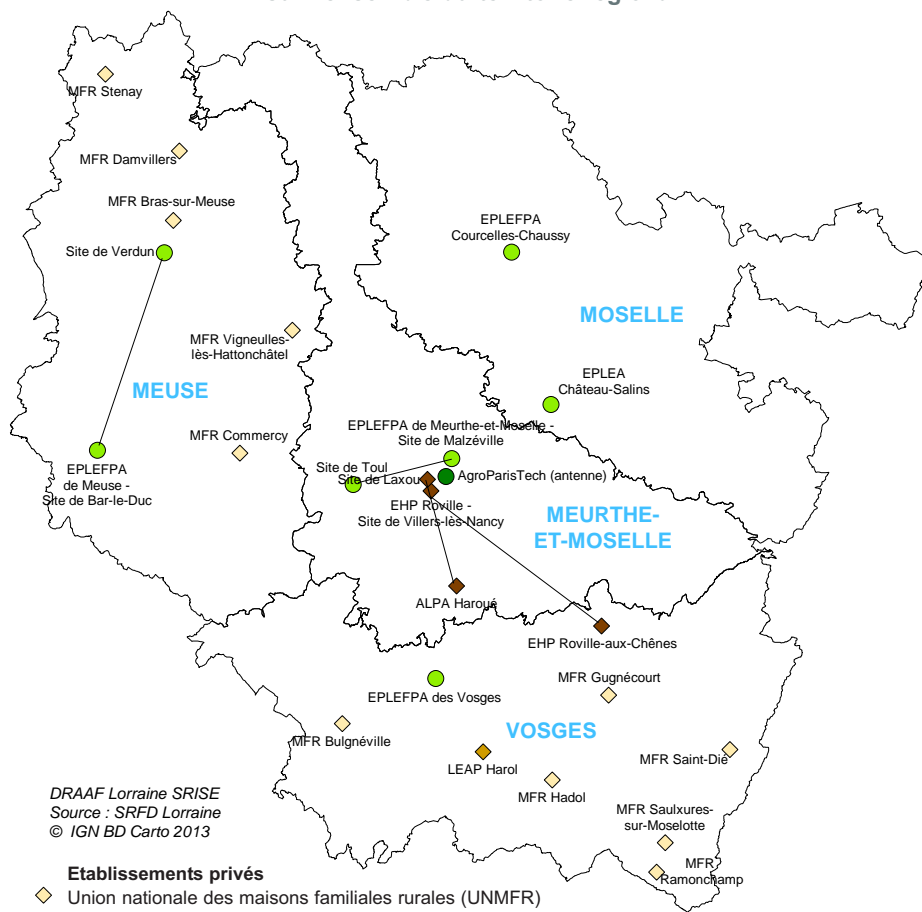 MFR Stenay
MFR Damvillers
MFR Bras-sur-Meuse
Site de Verdun
EPLEFPA
Courcelles-Chaussy
MOSELLE
MFR Vigneulles-
lès-Hattonchâtel
MEUSE
EPLEA
Château-Salins
MFR Commercy
EPLEFPA de Meurthe-et-Moselle -
Site de Malzéville
EPLEFPA
de Meuse -
Site de Bar-le-Duc
Site de Toul
Site de Laxou
AgroParisTech (antenne)
EHP Roville -
Site de Villers-lès-Nancy
MEURTHE-
ET-MOSELLE
ALPA Haroué
EHP Roville-aux-Chênes
EPLEFPA des Vosges
MFR Gugnécourt
MFR Bulgnéville
VOSGES
LEAP Harol
MFR Saint-Dié
MFR Hadol
MFR Saulxures-
sur-Moselotte
MFR
Ramonchamp
DRAAF Lorraine SRISE
Source : SRFD Lorraine
© IGN BD Carto 2013
Etablissements privés
Union nationale des maisons familiales rurales (UNMFR)